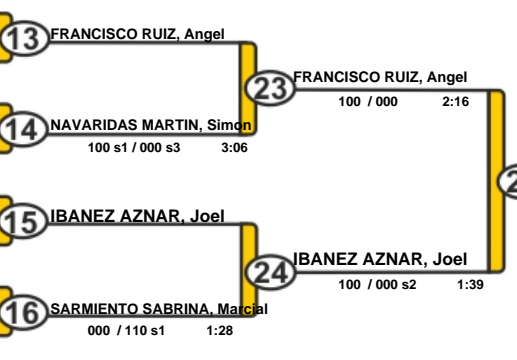 13 FRANCISCO RUIZ, Angel
23 FRANCISCO RUIZ, Angel
100 / 000 2:16
14 NAVARIDAS MARTIN, Simon
100 s1 / 000 s3 3:06
15 IBANEZ AZNAR, Joel
24 IBANEZ AZNAR, Joel
100 / 000 s2 1:39
16 SARMIENTO SABRINA, Marcial
000 / 110 s1 1:28